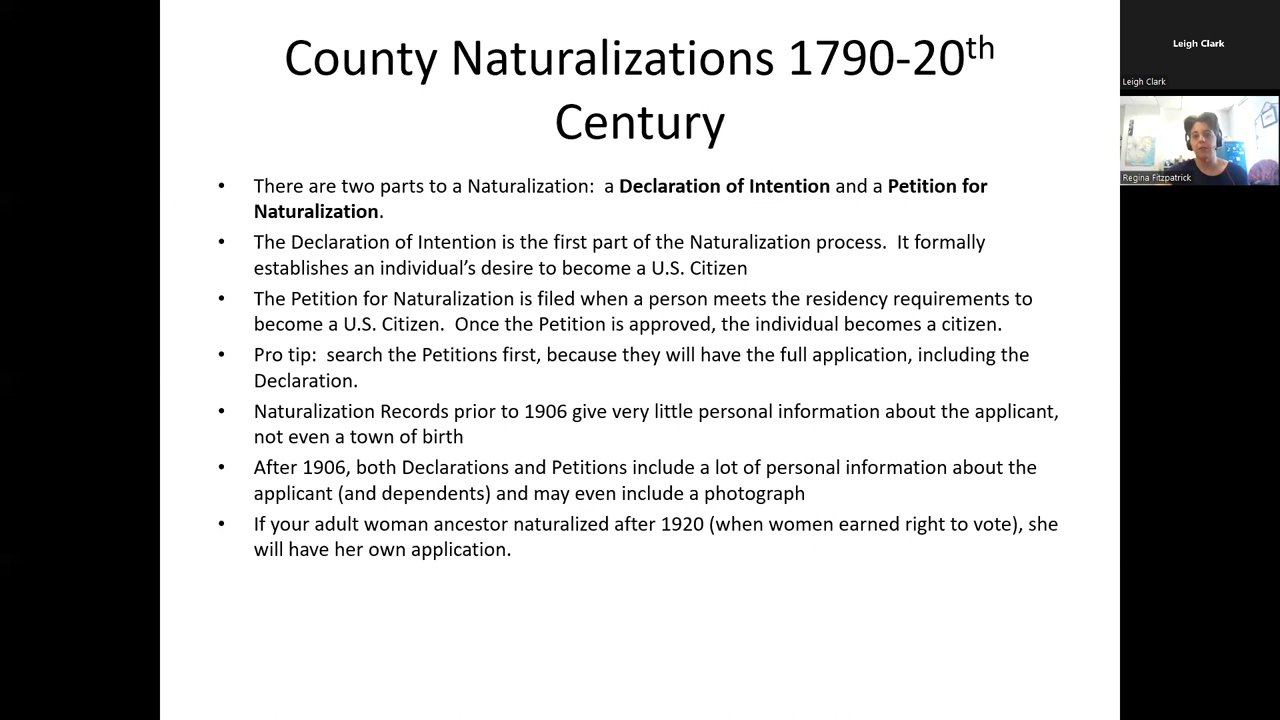 County Naturalizations 1790-20th
Century
• There are two parts to a Naturalization:  a Declaration of Intention and a Petition for
Naturalization.
• The Declaration of Intention is the first part of the Naturalization process.  It formally
establishes an individual’s desire to become a U.S. Citizen
• The Petition for Naturalization is filed when a person meets the residency requirements to
become a U.S. Citizen.  Once the Petition is approved, the individual becomes a citizen.
• Pro tip:  search the Petitions first, because they will have the full application, including the
Declaration.
• Naturalization Records prior to 1906 give very little personal information about the applicant,
not even a town of birth
• After 1906, both Declarations and Petitions include a lot of personal information about the
applicant (and dependents) and may even include a photograph
• If your adult woman ancestor naturalized after 1920 (when women earned right to vote), she
will have her own application.
Leigh Clark
Leigh Clark
Regina Fitzpatrick